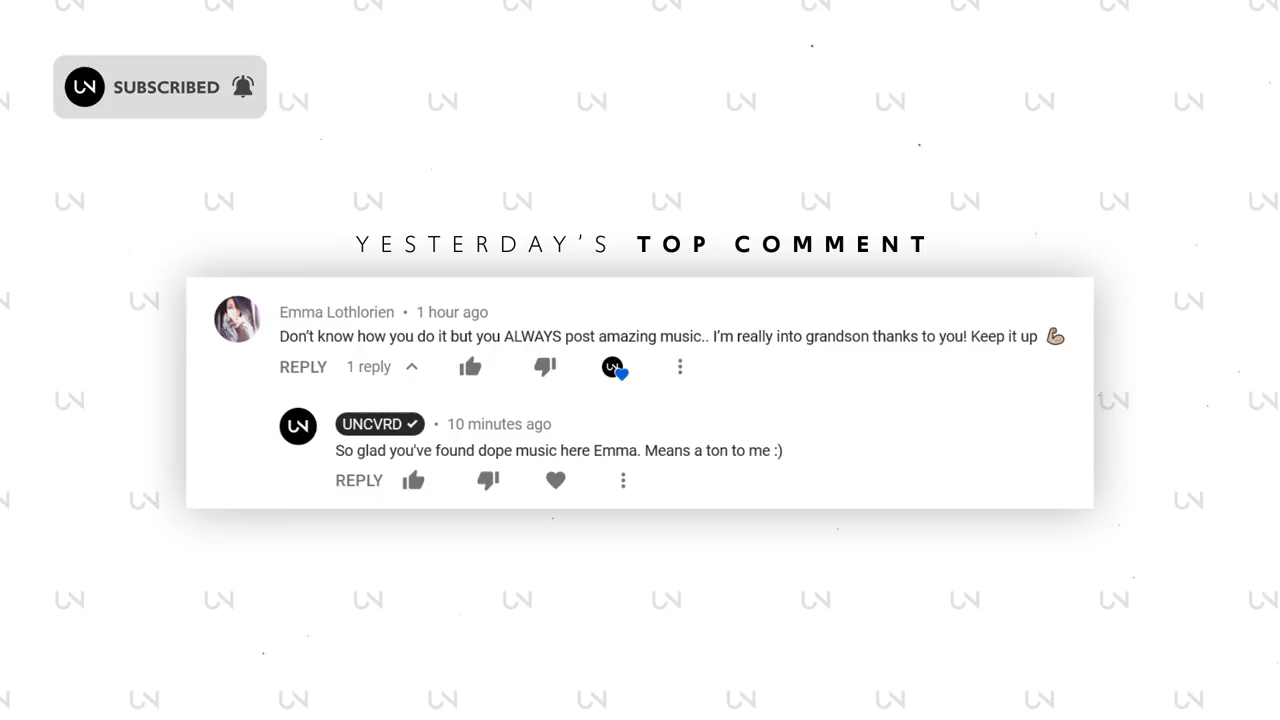 SUBSCRIBED
YESTERDAY’S TOP COMMENT
Emma Lothlorien • 1 hour ago
Don’t know how you do it but you ALWAYS post amazing music.. I’m really into grandson thanks to you! Keep it up 💪🏼
REPLY 1 reply
UNCVRD • 10 minutes ago
So glad you've found dope music here Emma. Means a ton to me :)
REPLY